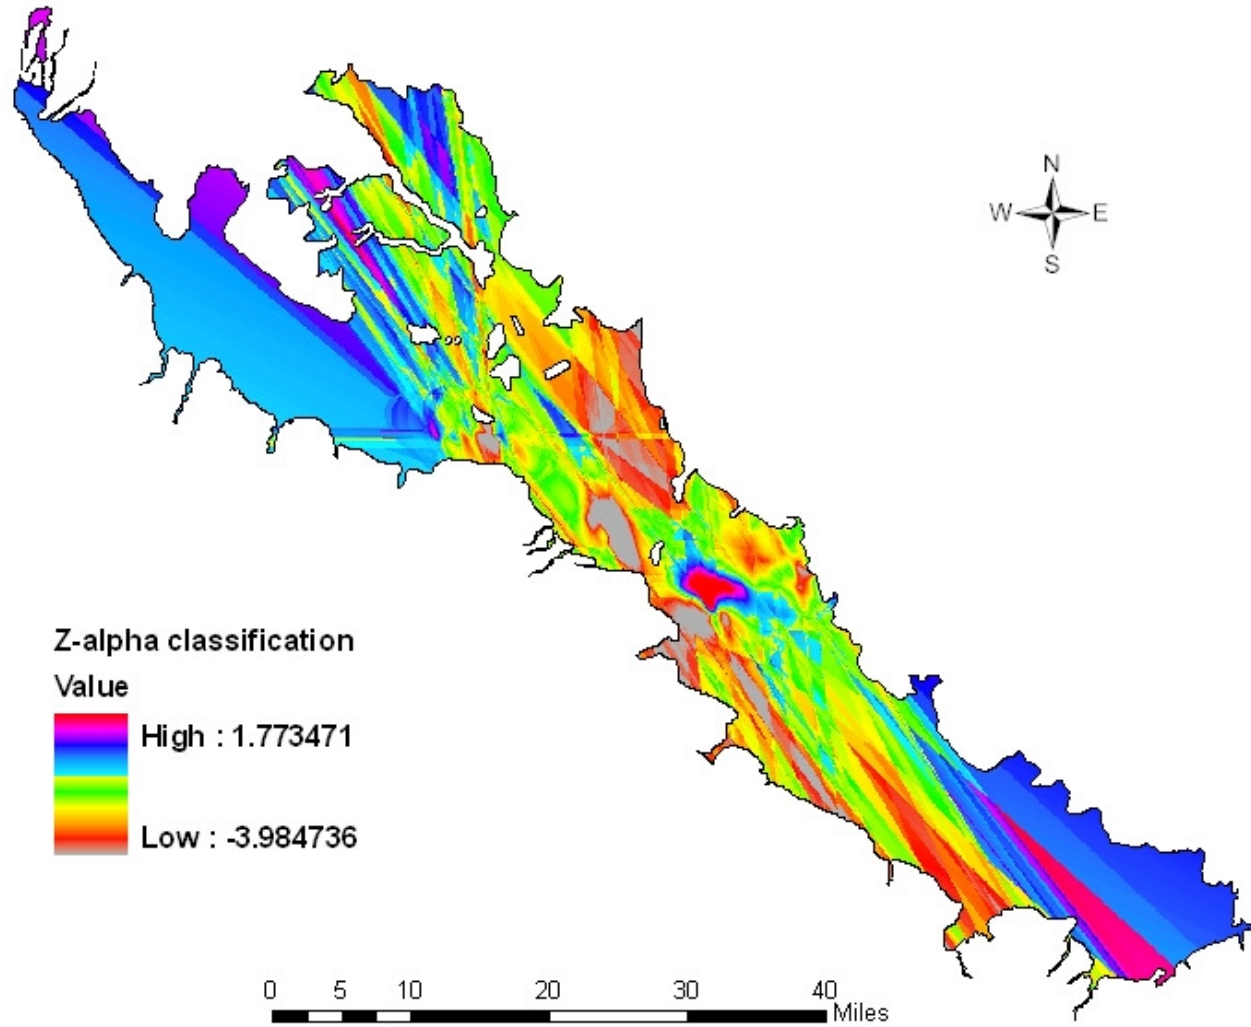 N
W E
S
Z-alpha classification
Value
High : 1.773471
Low : -3.984736
0 5 10 20 30 40
Miles